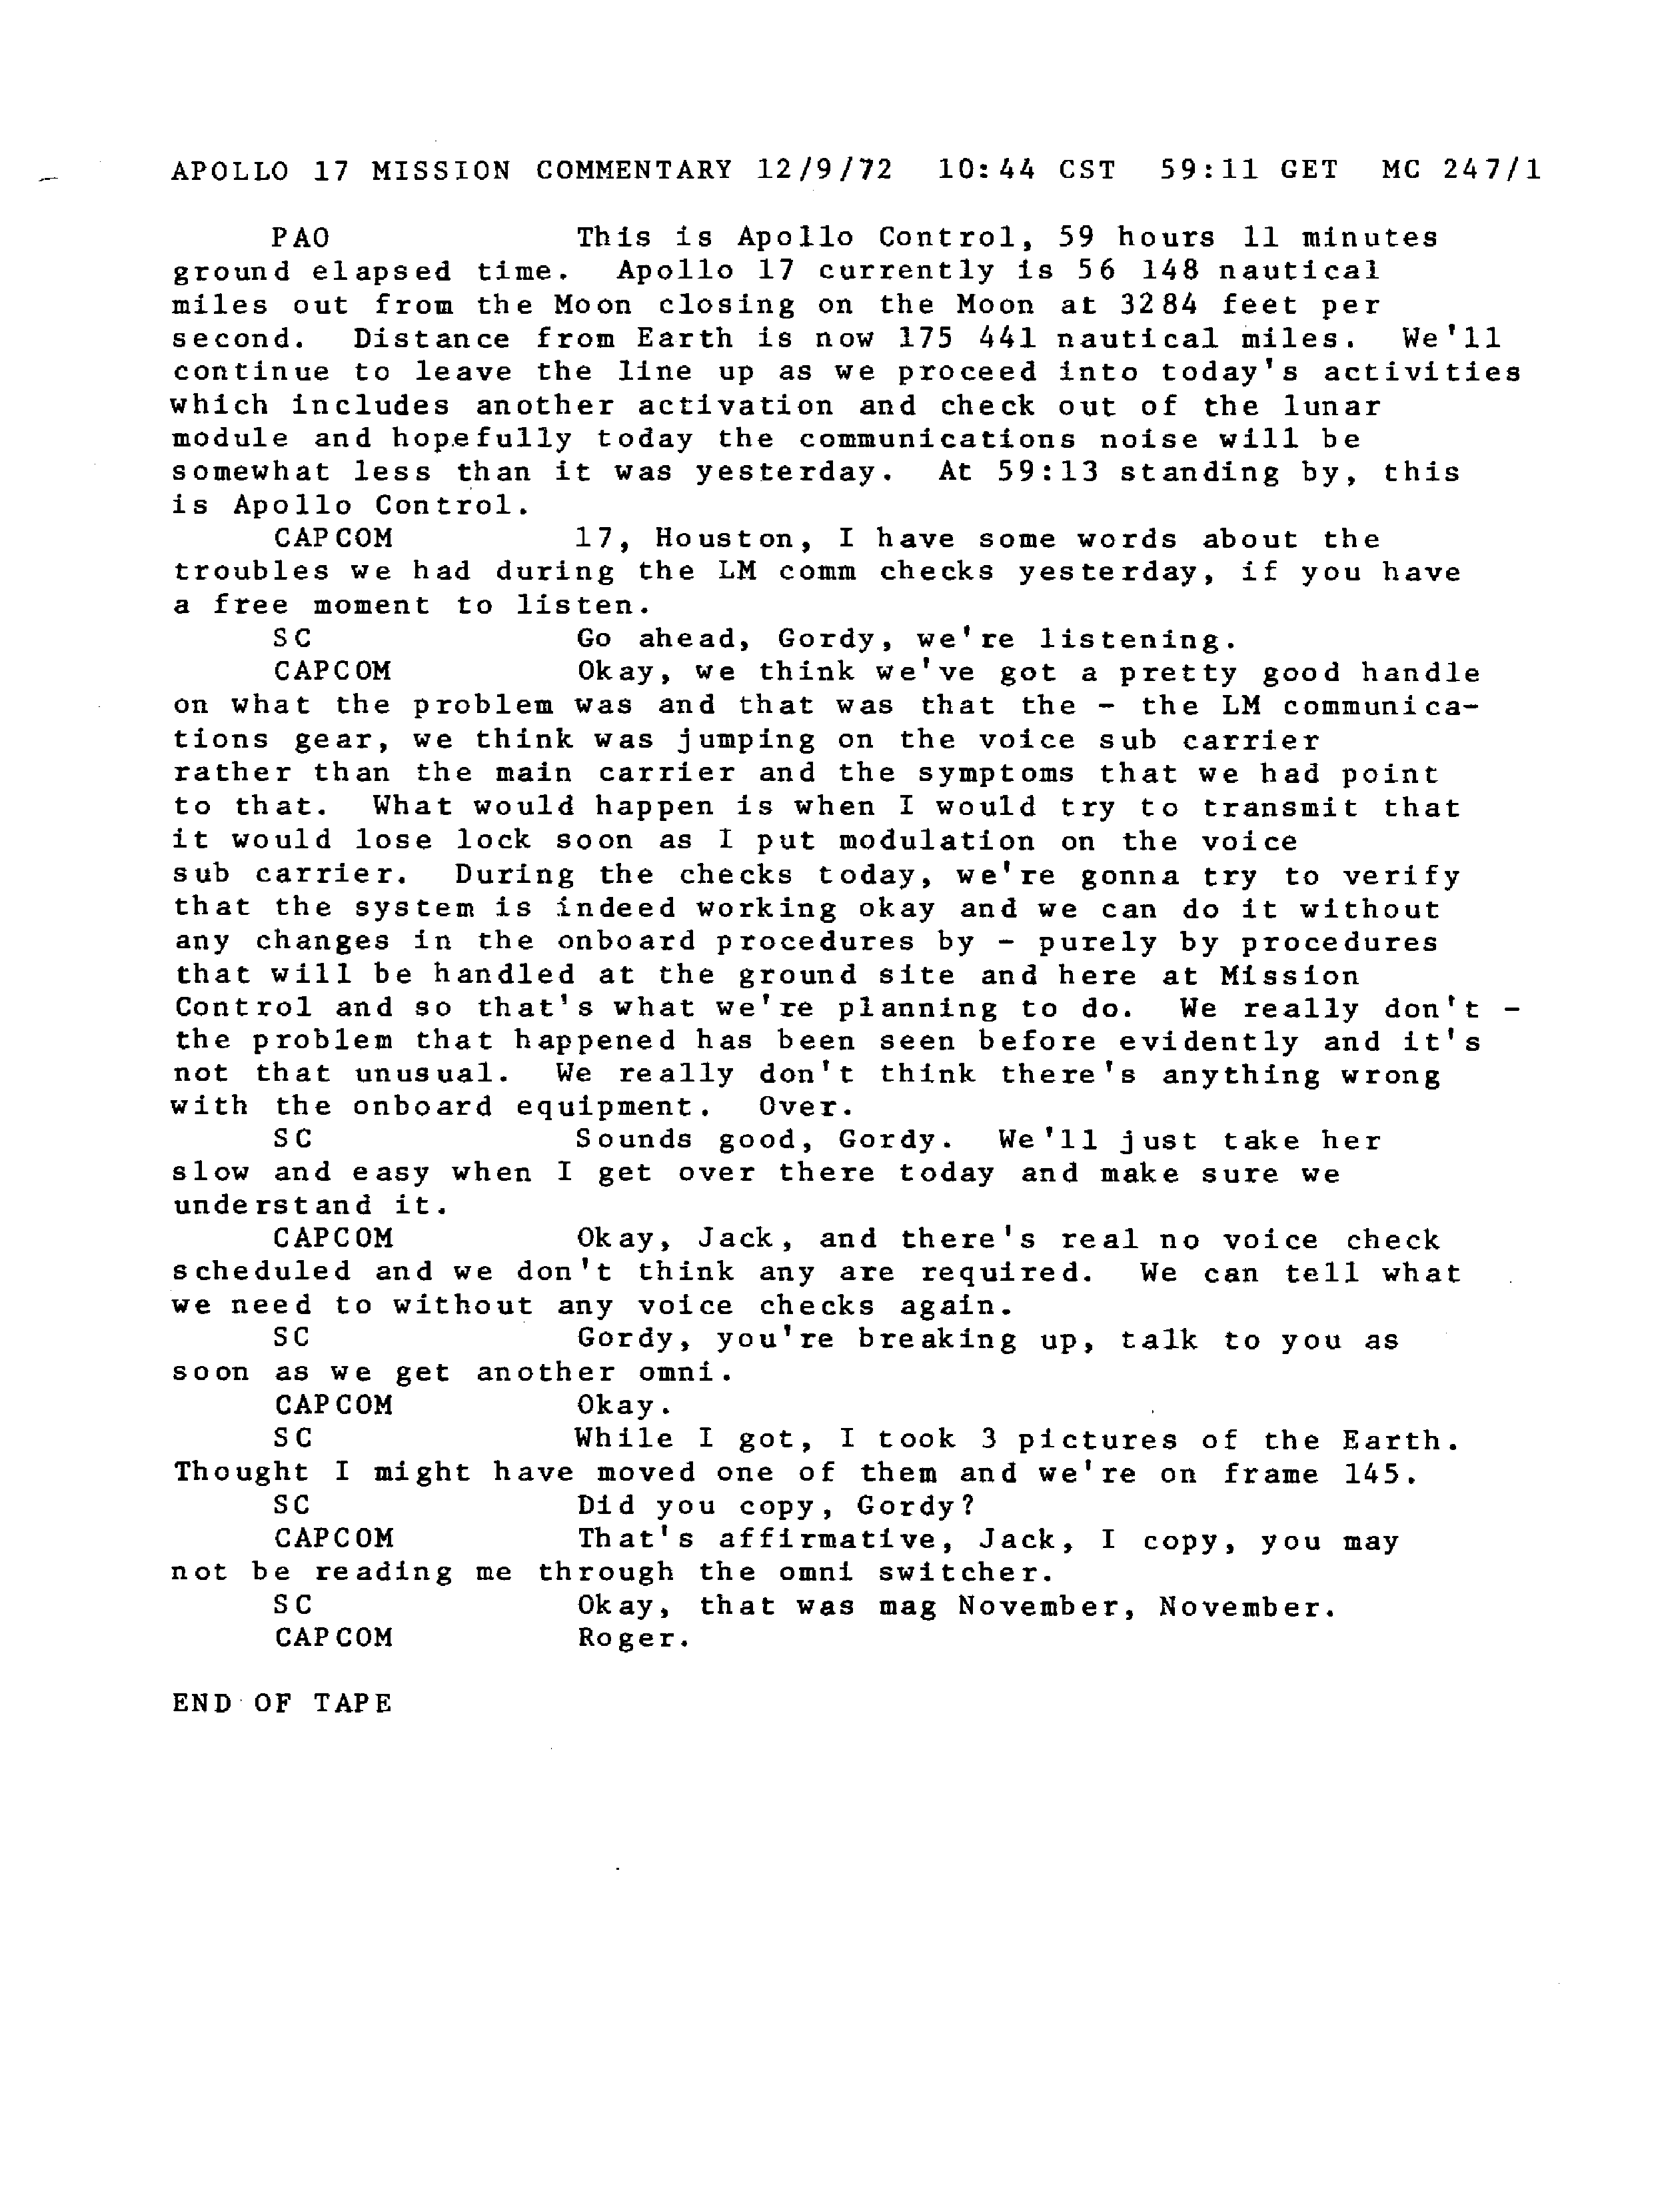 APOLLO 17 MISSION COMMENTARY 12/9/72 10:44 CST 59:11 GET MC 247/1
PAO This is Apollo Control, 59 hours 11 minutes
ground elapsed time. Apollo 17 currently is 56 148 nautical
miles out from the Moon closing on the Moon at 3284 feet per
second. Distance from Earth is now 175 441 nautical miles. We'll
continue to leave the line up as we proceed into today's activities
which includes another activation and check out of the lunar
module and hopefully today the communications noise will be
somewhat less than it was yesterday. At 59:13 standing by, this
is Apollo Control.
CAPCOM 17, Houston, I have some words about the
troubles we had during the LM comm checks yesterday, if you have
a free moment to listen.
SC Go ahead, Gordy, we're listening.
CAPCOM Okay, we think we've got a pretty good handle
on what the problem was and that was that the - the LM communica-
tions gear, we think was jumping on the voice sub carrier
rather than the main carrier and the symptoms that we had point
to that. What would happen is when I would try to transmit that
it would lose lock soon as I put modulation on the voice
sub carrier. During the checks today, we're gonna try to verify
that the system is indeed working okay and we can do it without
any changes in the onboard procedures by - purely by procedures
that will be handled at the ground site and here at Mission
Control and so that's what we're planning to do. We really don't -
the problem that happened has been seen before evidently and it's
not that unusual. We really don't think there's anything wrong
with the onboard equipment. Over.
SC Sounds good, Gordy. We'll just take her
slow and easy when I get over there today and make sure we
understand it.
CAPCOM Okay, Jack, and there's real no voice check
scheduled and we don't think any are required. We can tell what
we need to without any voice checks again.
SC Gordy, you're breaking up, talk to you as
soon as we get another omni.
CAPCOM Okay.
SC While I got, I took 3 pictures of the Earth.
Thought I might have moved one of them and we're on frame 145.
SC Did you copy, Gordy?
CAPCOM That's affirmative, Jack, I copy, you may
not be reading me through the omni switcher.
SC Okay, that was mag November, November.
CAPCOM Roger.
END OF TAPE